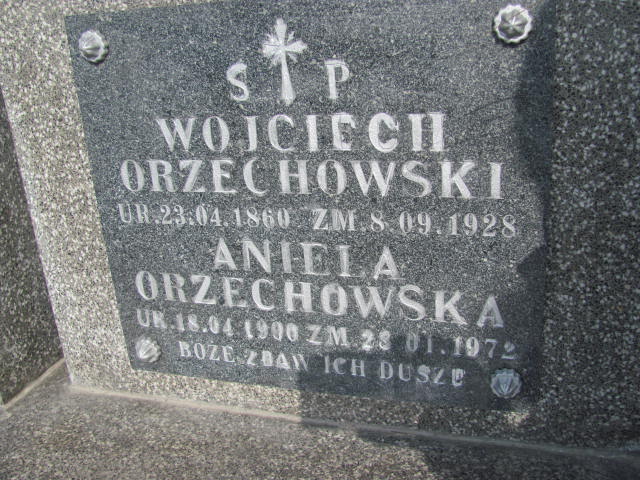 S P
WOJCIECH
ORZECHOWSKI
UR.23.04.1860 ZM.8.09.1928
ANIELA
ORZECHOWSKA
UR.18.04 1900 ZM.28 01.1972
BOŻE ZBAW ICH DUSZE